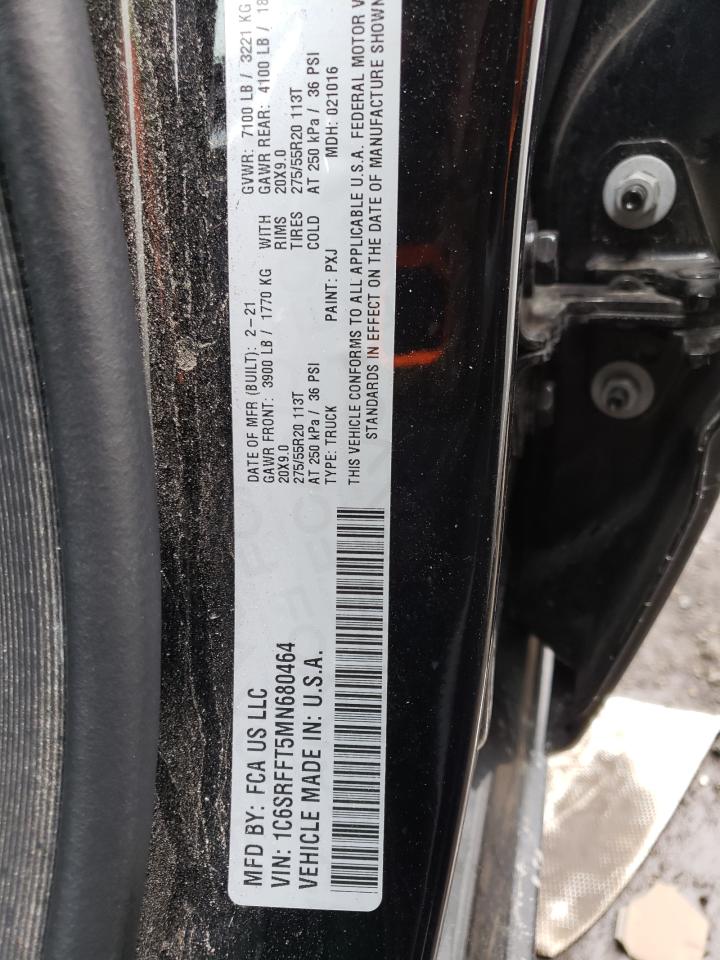 MFD BY: FCA US LLC
VIN: 1C6SRFFT5MN680464
VEHICLE MADE IN: U.S.A.
DATE OF MFR (BUILT): 2-21 GVWR: 7100 LB / 3221 KG
GAWR FRONT: 3900 LB / 1770 KG WITH GAWR REAR: 4100 LB /
20X9.0 RIMS 20X9.0
275/55R20 113T TIRES 275/55R20 113T
AT 250 kPa / 36 PSI COLD AT 250 kPa / 36 PSI
TYPE: TRUCK PAINT: PXJ MDH: 021016
THIS VEHICLE CONFORMS TO ALL APPLICABLE U.S.A. FEDERAL MOTOR
STANDARDS IN EFFECT ON THE DATE OF MANUFACTURE SHOWN